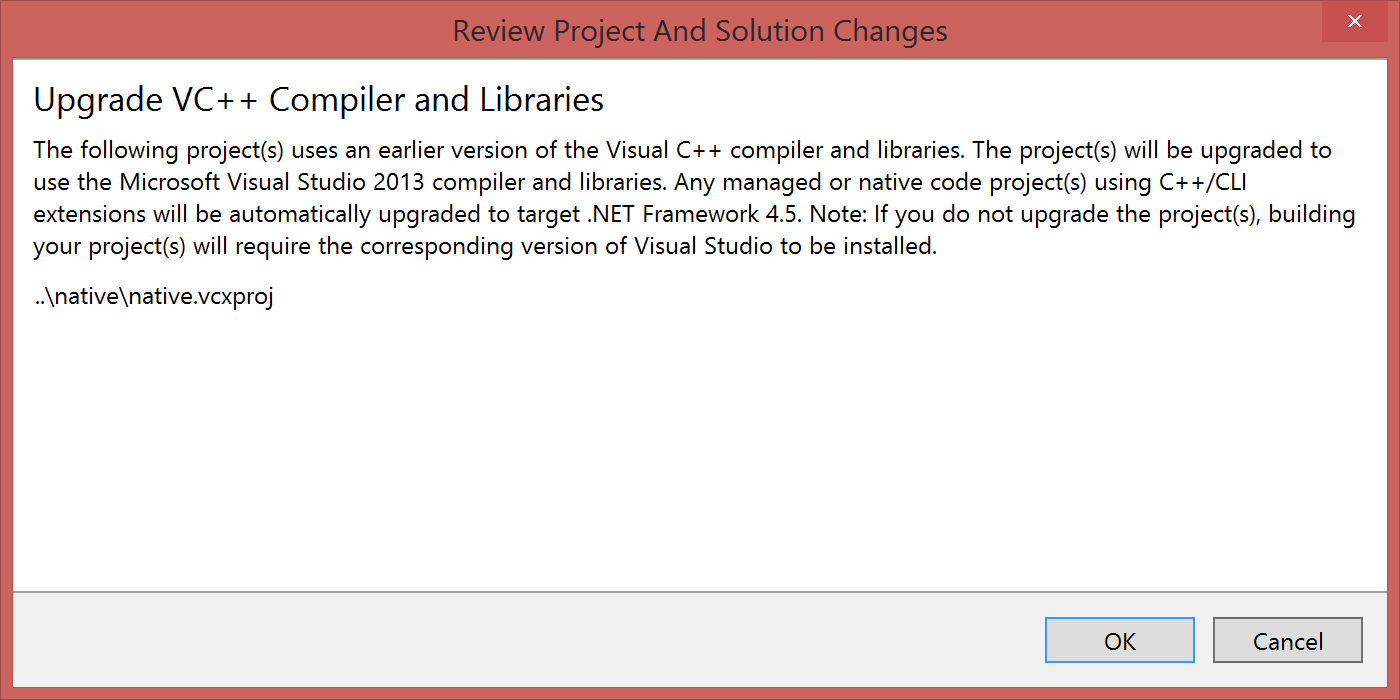 Review Project And Solution Changes
Upgrade VC++ Compiler and Libraries
The following project(s) uses an earlier version of the Visual C++ compiler and libraries. The project(s) will be upgraded to
use the Microsoft Visual Studio 2013 compiler and libraries. Any managed or native code project(s) using C++/CLI
extensions will be automatically upgraded to target .NET Framework 4.5. Note: If you do not upgrade the project(s), building
your project(s) will require the corresponding version of Visual Studio to be installed.
..\native\native.vcxproj
OK Cancel